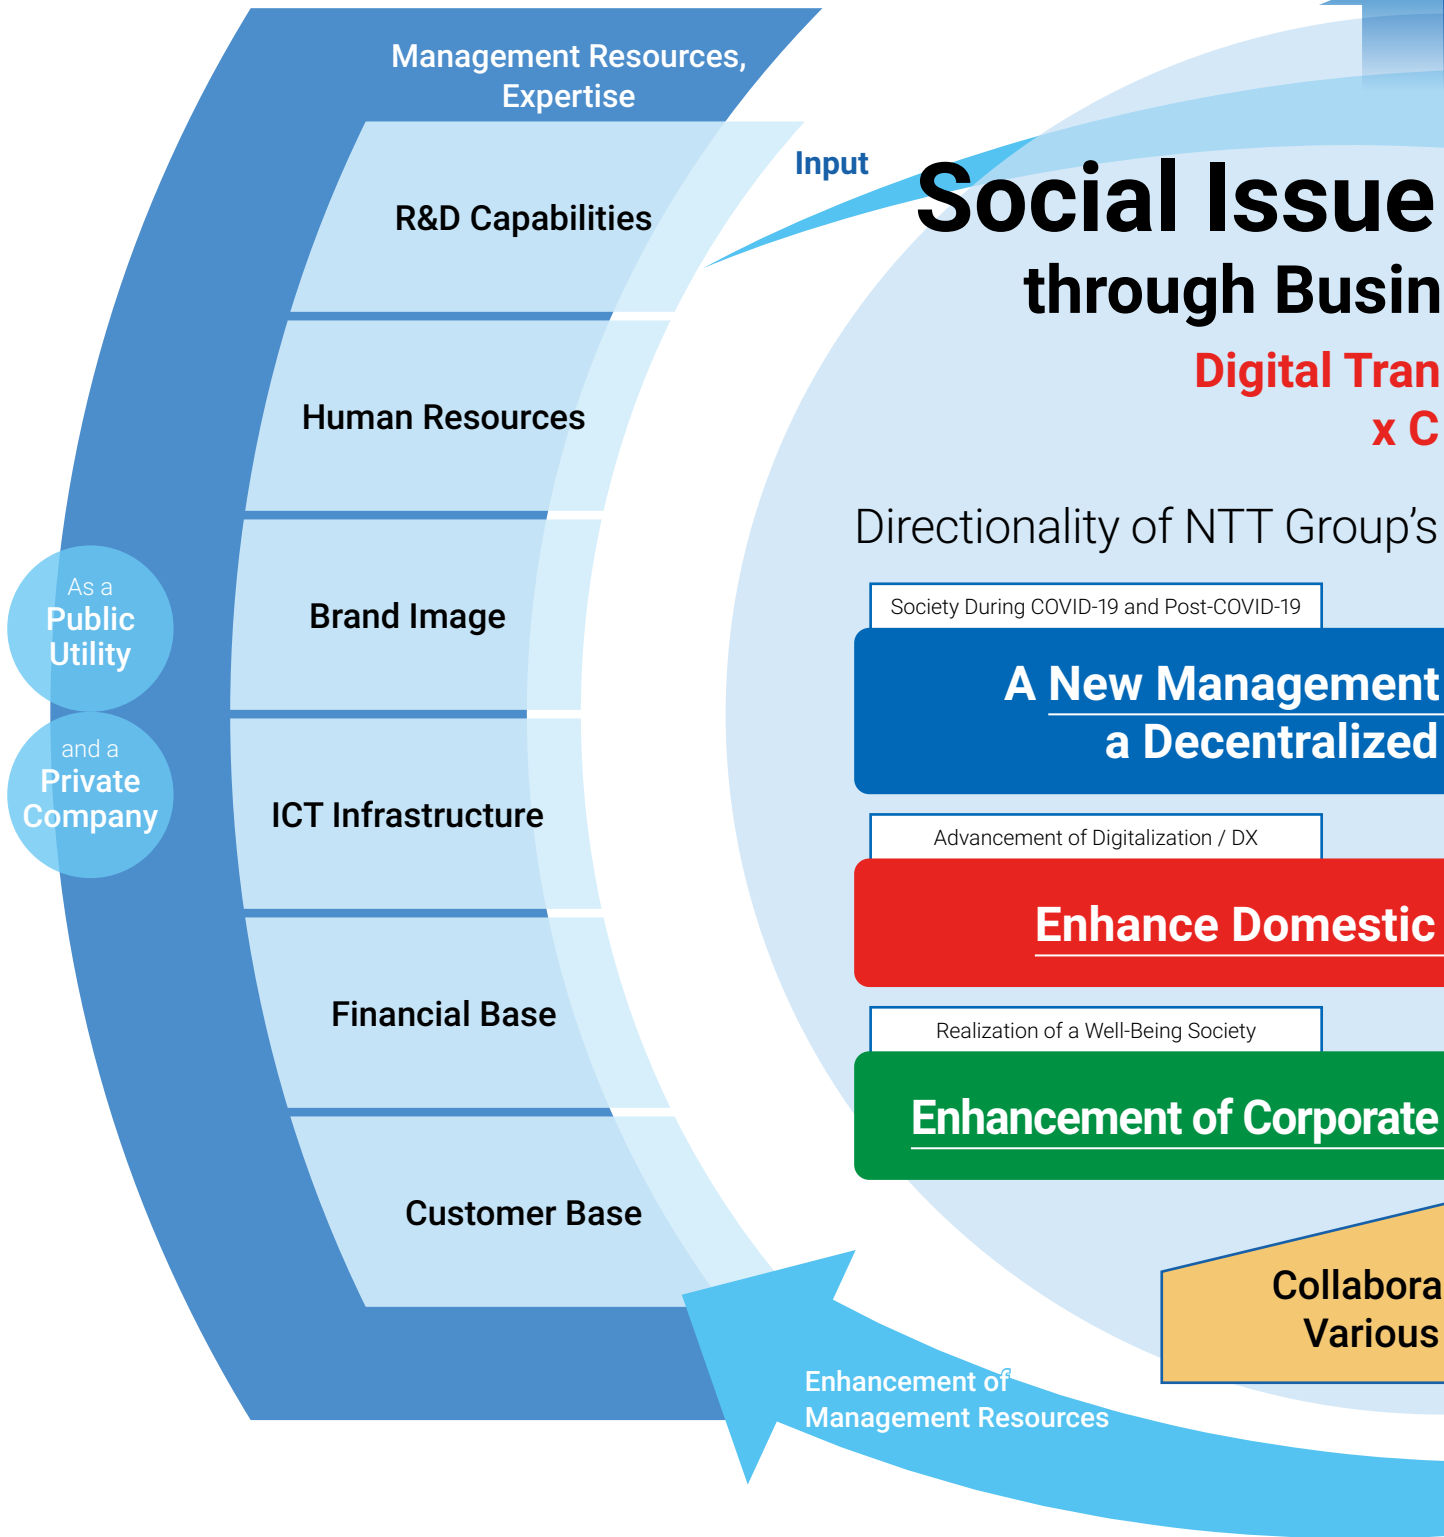 Management Resources,
Expertise
R&D Capabilities
Human Resources
Brand Image
ICT Infrastructure
Financial Base
Customer Base
As a
Public
Utility
and a
Private
Company
Input
Social Issue
through Busin
Digital Tran
x C
Directionality of NTT Group’s
Society During COVID-19 and Post-COVID-19
A New Management
a Decentralized
Advancement of Digitalization / DX
Enhance Domestic
Realization of a Well-Being Society
Enhancement of Corporate
Collabora
Various
Enhancement of
Management Resources